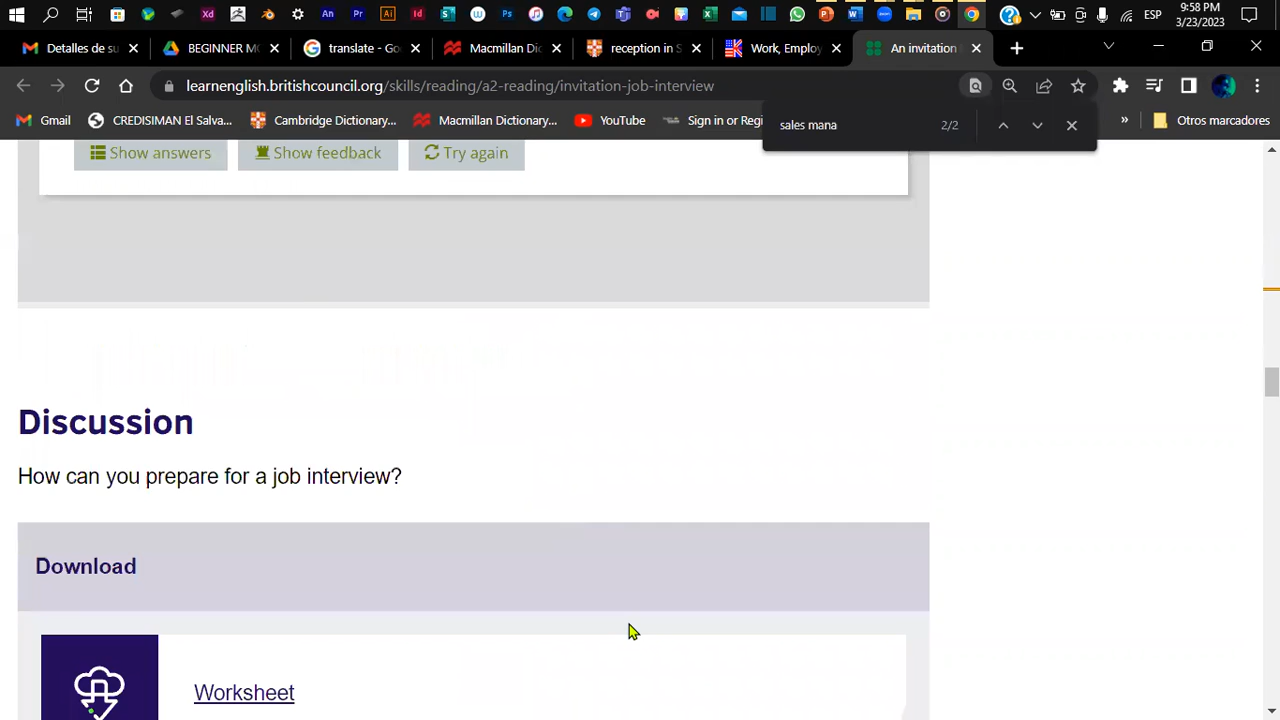 9:58 PM
ESP
3/23/2023
Detalles de su
BEGINNER MO
translate - Goo
Macmillan Dic
reception in S
Work, Employ
An invitation
learnenglish.britishcouncil.org/skills/reading/a2-reading/invitation-job-interview
Gmail
CREDISIMAN El Salva...
Cambridge Dictionary...
Macmillan Dictionary...
YouTube
Sign in or Regi
»
Otros marcadores
sales mana
2/2
Show answers
Show feedback
Try again
Discussion
How can you prepare for a job interview?
Download
Worksheet